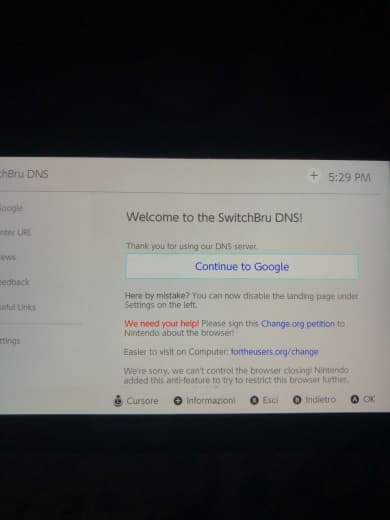 chBru DNS
+ 5:29 PM
Google
nter URL
ews
eedback
seful Links
ttings
Welcome to the SwitchBru DNS!
Thank you for using our DNS server.
Continue to Google
Here by mistake? You can now disable the landing page under
Settings on the left.
We need your help! Please sign this Change.org petition to
Nintendo about the browser!
Easier to visit on Computer: fortheusers.org/change
We're sorry, we can't control the browser closing! Nintendo
added this anti-feature to try to restrict this browser further.
L Cursore + Informazioni X Esci B Indietro A OK